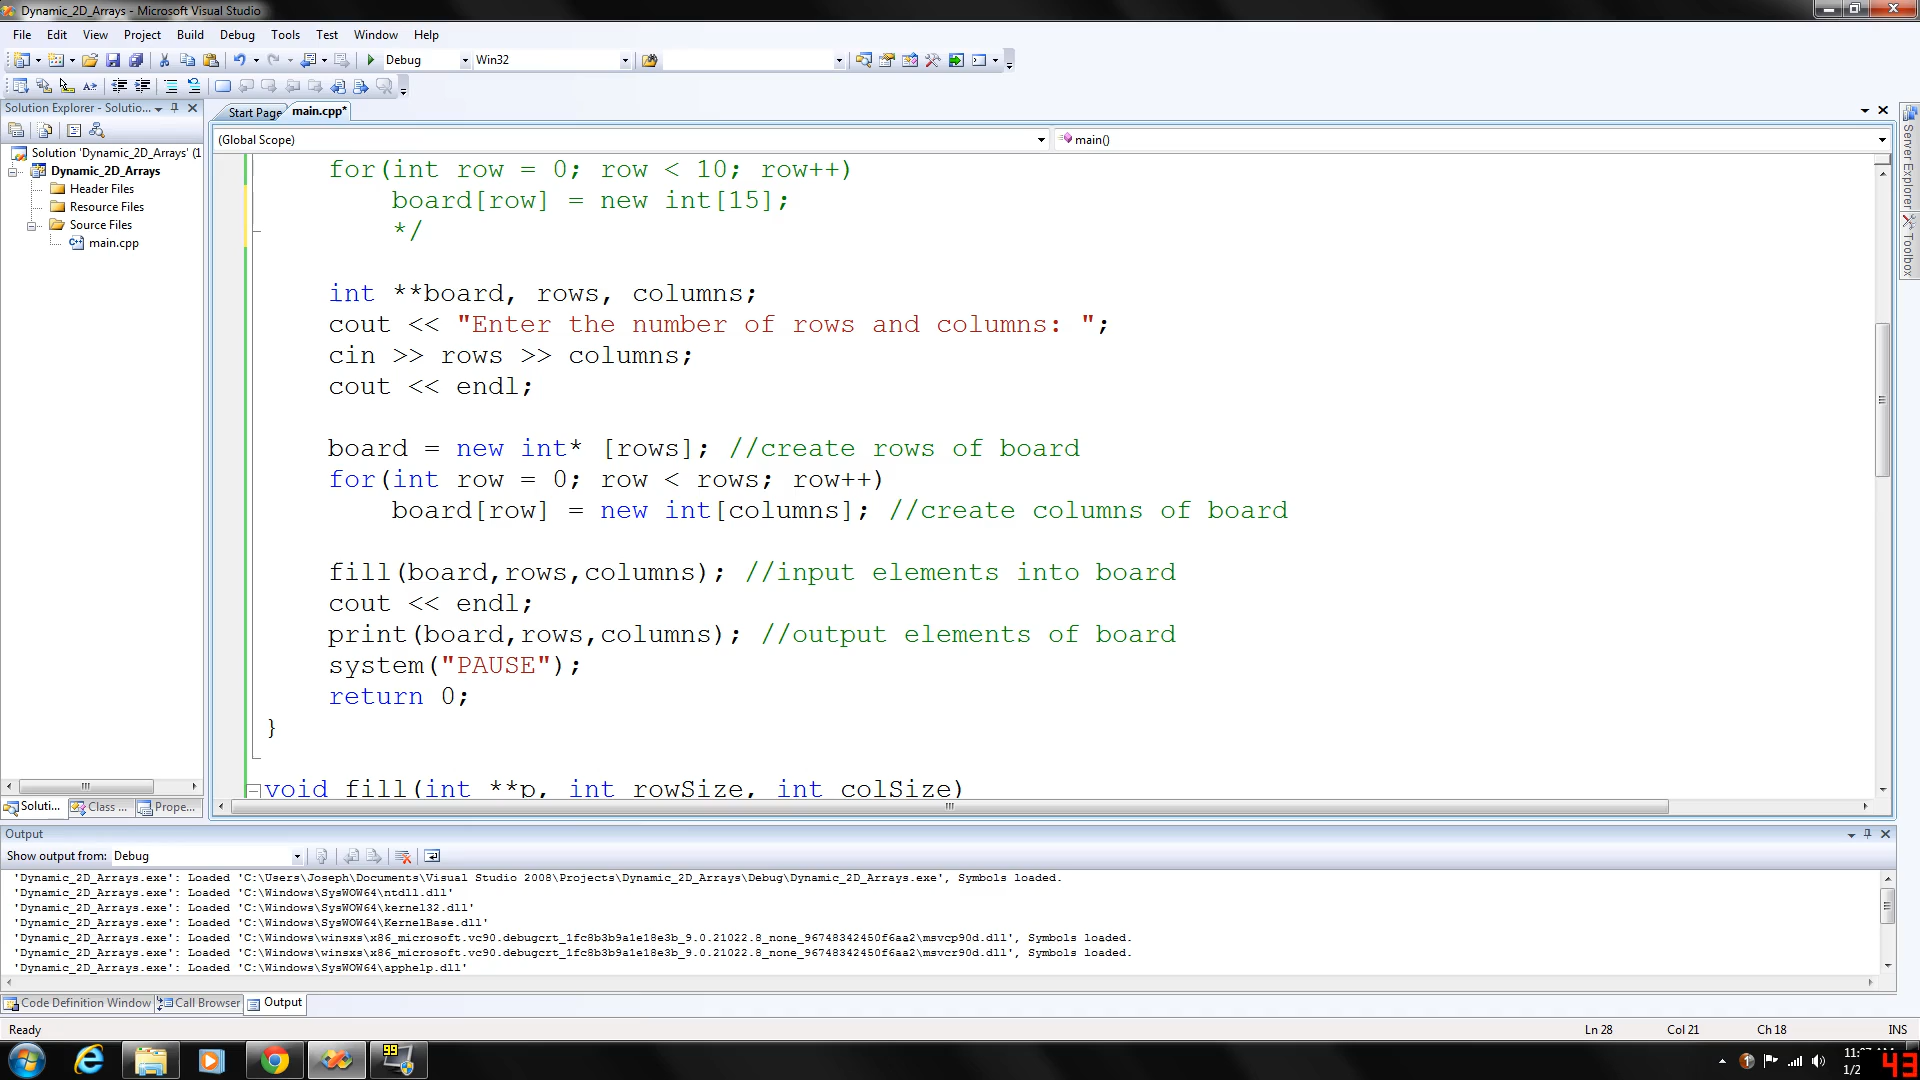 Dynamic_2D_Arrays - Microsoft Visual Studio
File Edit View Project Build Debug Tools Test Window Help
Debug Win32
Solution Explorer - Solutio...
Start Page main.cpp*
(Global Scope) main()
Solution 'Dynamic_2D_Arrays' (1
Dynamic_2D_Arrays
Header Files
Resource Files
Source Files
main.cpp
for(int row = 0; row < 10; row++)
board[row] = new int[15];
*/
int **board, rows, columns;
cout << "Enter the number of rows and columns: ";
cin >> rows >> columns;
cout << endl;
board = new int* [rows]; //create rows of board
for(int row = 0; row < rows; row++)
board[row] = new int[columns]; //create columns of board
fill(board,rows,columns); //input elements into board
cout << endl;
print(board,rows,columns); //output elements of board
system("PAUSE");
return 0;
}
void fill(int **p, int rowSize, int colSize)
Server Explorer
Toolbox
Soluti... Class ... Prope...
Output
Show output from: Debug
'Dynamic_2D_Arrays.exe': Loaded 'C:\Users\Joseph\Documents\Visual Studio 2008\Projects\Dynamic_2D_Arrays\Debug\Dynamic_2D_Arrays.exe', Symbols loaded.
'Dynamic_2D_Arrays.exe': Loaded 'C:\Windows\SysWOW64\ntdll.dll'
'Dynamic_2D_Arrays.exe': Loaded 'C:\Windows\SysWOW64\kernel32.dll'
'Dynamic_2D_Arrays.exe': Loaded 'C:\Windows\SysWOW64\KernelBase.dll'
'Dynamic_2D_Arrays.exe': Loaded 'C:\Windows\winsxs\x86_microsoft.vc90.debugcrt_1fc8b3b9a1e18e3b_9.0.21022.8_none_96748342450f6aa2\msvcp90d.dll', Symbols loaded.
'Dynamic_2D_Arrays.exe': Loaded 'C:\Windows\winsxs\x86_microsoft.vc90.debugcrt_1fc8b3b9a1e18e3b_9.0.21022.8_none_96748342450f6aa2\msvcr90d.dll', Symbols loaded.
'Dynamic_2D_Arrays.exe': Loaded 'C:\Windows\SysWOW64\apphelp.dll'
Code Definition Window Call Browser Output
Ready Ln 28 Col 21 Ch 18 INS
99
1/2
43